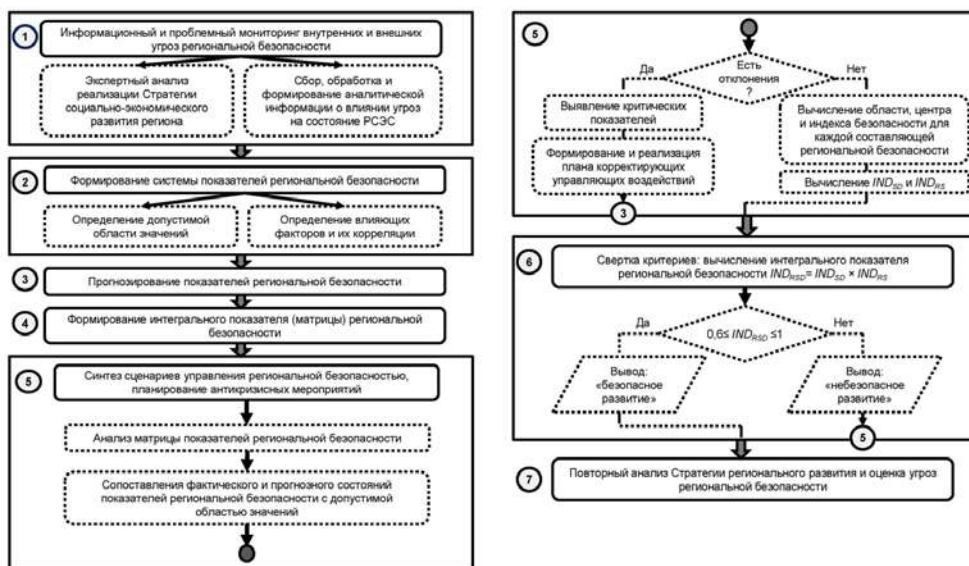 1
Информационный и проблемный мониторинг внутренних и внешних
угроз региональной безопасности
Экспертный анализ
реализации Стратегии
социально-экономического
развития региона
Сбор, обработка и
формирование аналитической
информации о влиянии угроз
на состояние РСЭС
2
Формирование системы показателей региональной безопасности
Определение допустимой
области значений
Определение влияющих
факторов и их корреляции
3
Прогнозирование показателей региональной безопасности
4
Формирование интегрального показателя (матрицы) региональной
безопасности
5
Синтез сценариев управления региональной безопасностью,
планирование антикризисных мероприятий
Анализ матрицы показателей региональной безопасности
Сопоставления фактического и прогнозного состояний
показателей региональной безопасности с допустимой
областью значений
5
Есть
отклонения
?
Да
Нет
Выявление критических
показателей
Формирование и реализация
плана корректирующих
управляющих воздействий
3
Вычисление области, центра
и индекса безопасности для
каждой составляющей
региональной безопасности
Вычисление IND_SD и IND_RS
6
Свертка критериев: вычисление интегрального показателя
региональной безопасности IND_RSD= IND_SD × IND_RS
Да
0,6≤ IND_RSD ≤1
Нет
Вывод:
«безопасное
развитие»
Вывод:
«небезопасное
развитие»
5
7
Повторный анализ Стратегии регионального развития и оценка угроз
региональной безопасности